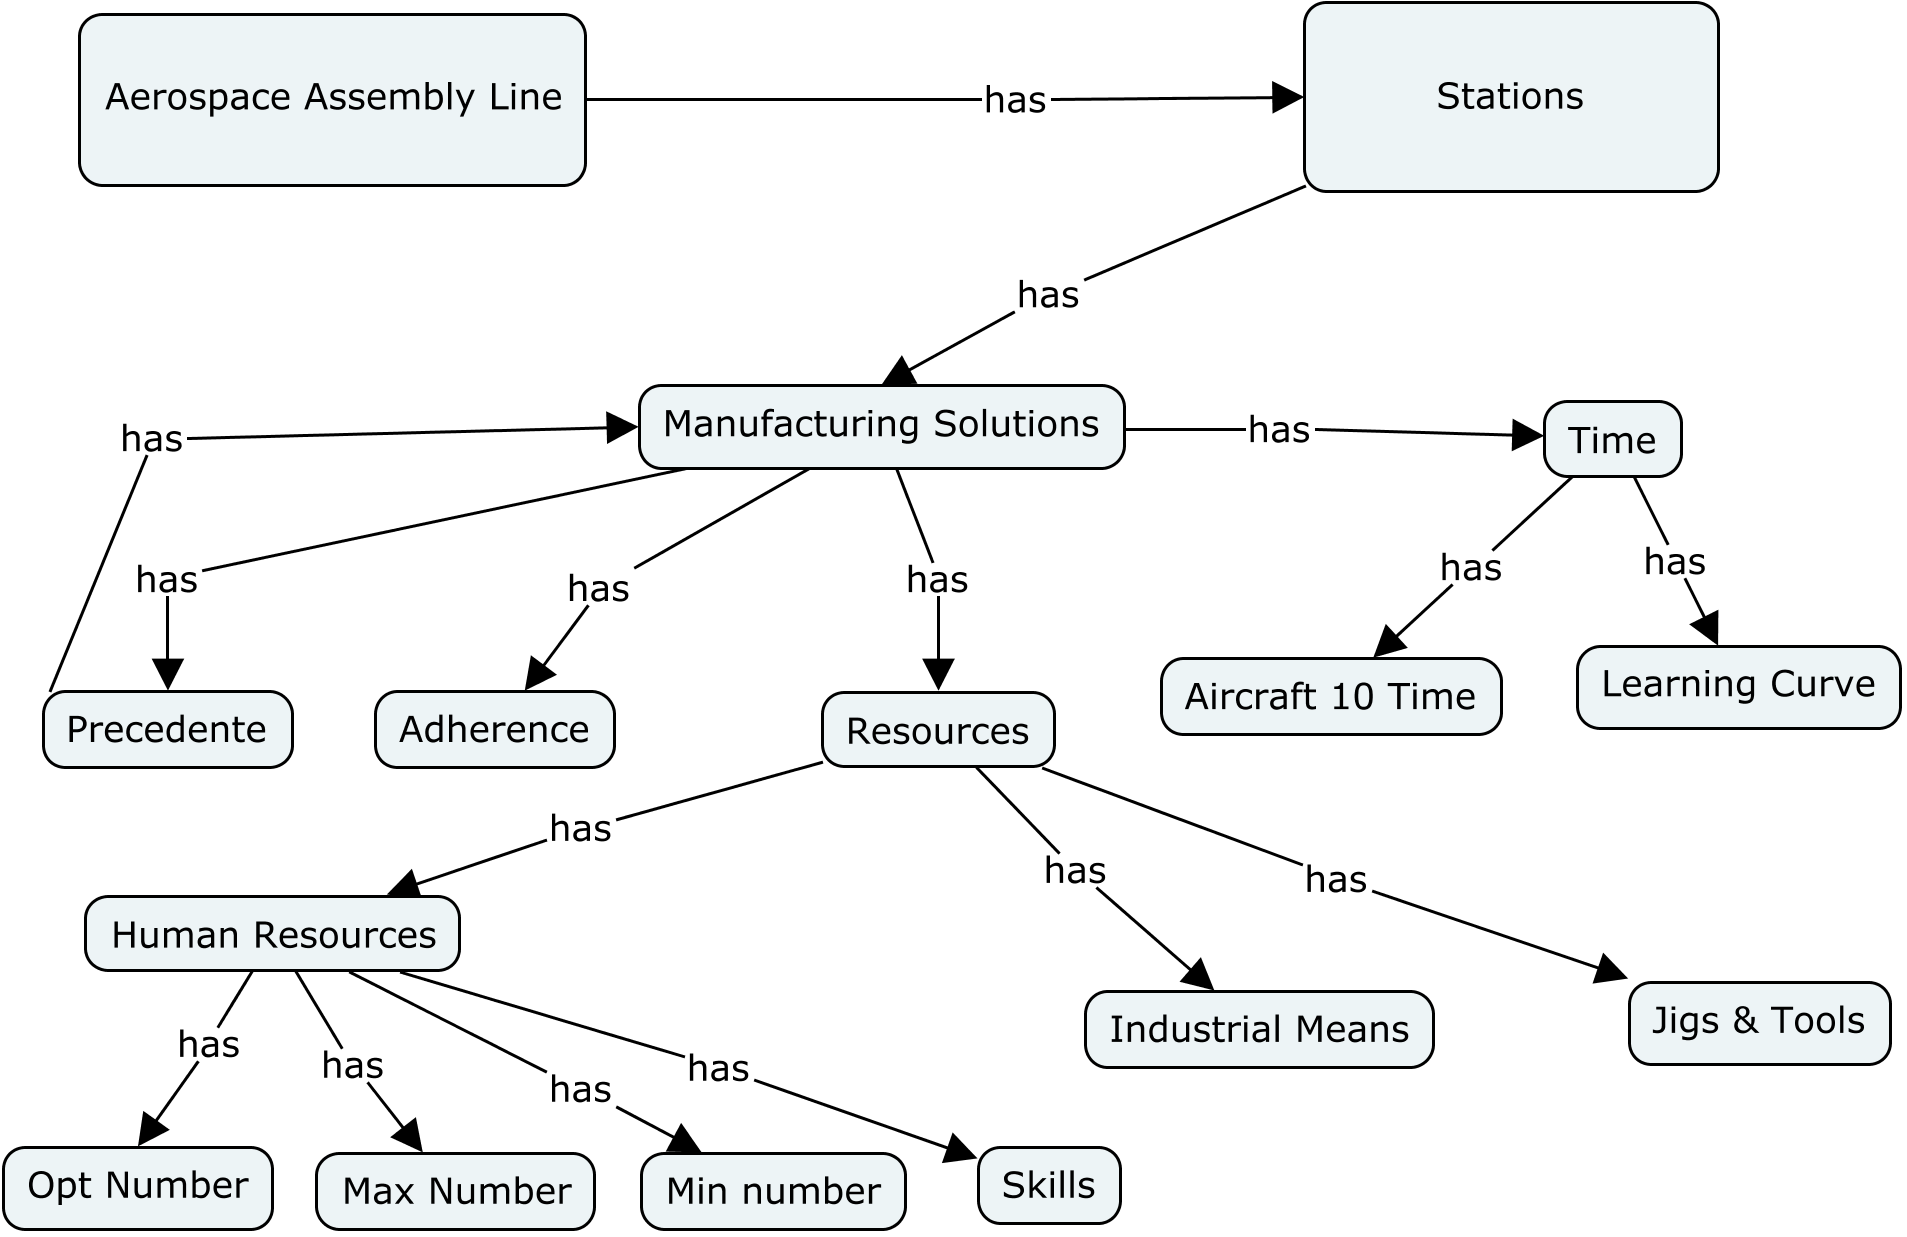 Aerospace Assembly Line
has
Stations
has
Manufacturing Solutions
has
Time
has
has
has
has
has
has
Precedente
Adherence
Resources
Aircraft 10 Time
Learning Curve
has
has
has
Human Resources
Industrial Means
Jigs & Tools
has
has
has
has
Opt Number
Max Number
Min number
Skills